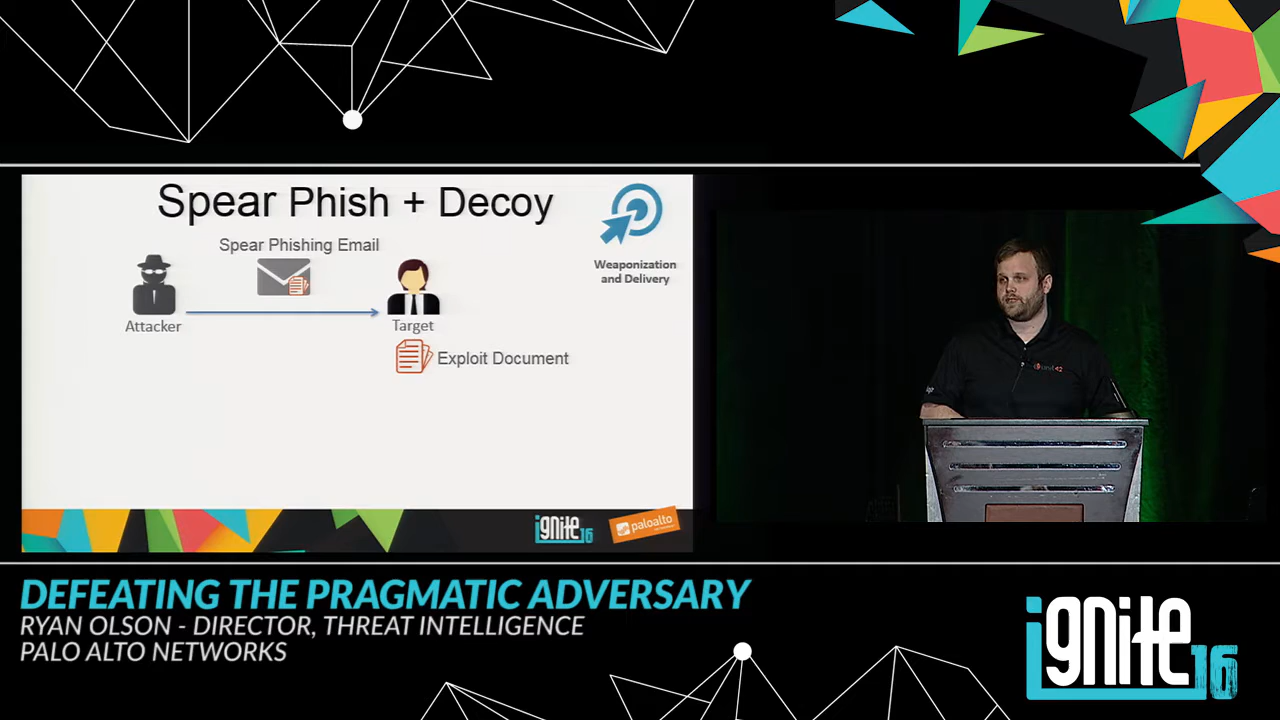 Spear Phish + Decoy
Spear Phishing Email
Attacker
Target
Exploit Document
Weaponization
and Delivery
ignite16
paloalto
DEFEATING THE PRAGMATIC ADVERSARY
RYAN OLSON - DIRECTOR, THREAT INTELLIGENCE
PALO ALTO NETWORKS
ignite16